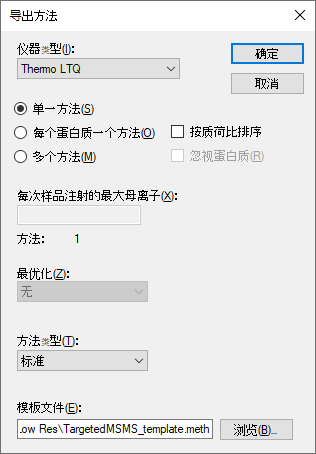 导出方法
仪器类型(I):
Thermo LTQ
确定
取消
单一方法(S)
每个蛋白质一个方法(O)
按质荷比排序
多个方法(M)
忽视蛋白质(R)
每次样品注射的最大母离子(X):
方法:
1
最优化(Z):
无
方法类型(T):
标准
模板文件(E):
.ow Res\TargetedMSMS_template.meth
浏览(B)...